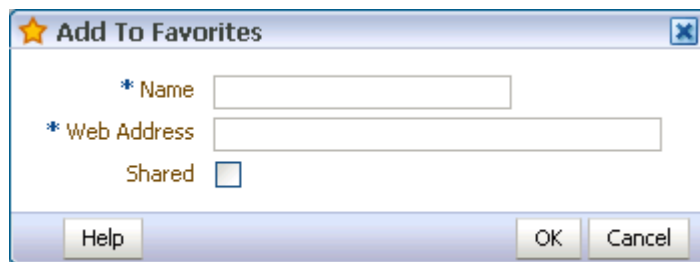 Add To Favorites
* Name
* Web Address
Shared
Help OK Cancel